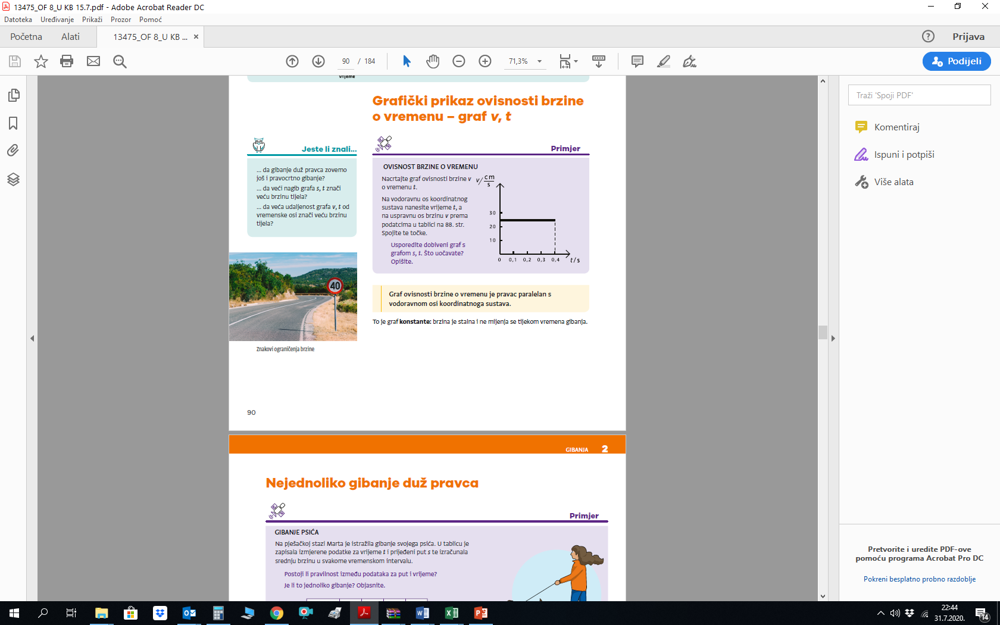 13475_OF 8_U KB 15.7.pdf - Adobe Acrobat Reader DC
Datoteka Uređivanje Prikaži Prozor Pomoć
Početna Alati 13475_OF 8_U KB ... × ? Prijava
90 / 184 71,3% Podijeli
vrijeme
Grafički prikaz ovisnosti brzine
o vremenu – graf v, t
Jeste li znali...
... da gibanje duž pravca zovemo
još i pravocrtno gibanje?
... da veći nagib grafa s, t znači
veću brzinu tijela?
... da veća udaljenost grafa v, t od
vremenske osi znači veću brzinu
tijela?
40
Znakovi ograničenja brzine
Primjer
OVISNOST BRZINE O VREMENU
Nacrtajte graf ovisnosti brzine v
o vremenu t.
Na vodoravnu os koordinatnog
sustava nanesite vrijeme t, a
na uspravnu os brzinu v prema
podatcima u tablici na 88. str.
Spojite te točke.
Usporedite dobiveni graf s
grafom s, t. Što uočavate?
Opišite.
v/ cm
s
30
20
10
0 0,1 0,2 0,3 0,4 t/s
Graf ovisnosti brzine o vremenu je pravac paralelan s
vodoravnom osi koordinatnoga sustava.
To je graf konstante: brzina je stalna i ne mijenja se tijekom vremena gibanja.
90
GIBANJA 2
Nejednoliko gibanje duž pravca
Primjer
GIBANJE PSIĆA
Na pješačkoj stazi Marta je istražila gibanje svojega psića. U tablicu je
zapisala izmjerene podatke za vrijeme t i prijeđeni put s te izračunala
srednju brzinu u svakome vremenskom intervalu.
Postoji li pravilnost između podataka za put i vrijeme?
Je li to jednoliko gibanje? Objasnite.
Traži 'Spoji PDF'
Komentiraj
Ispuni i potpiši
Više alata
Pretvorite i uredite PDF-ove
pomoću programa Acrobat Pro DC
Pokreni besplatno probno razdoblje
22:44
31.7.2020.
14